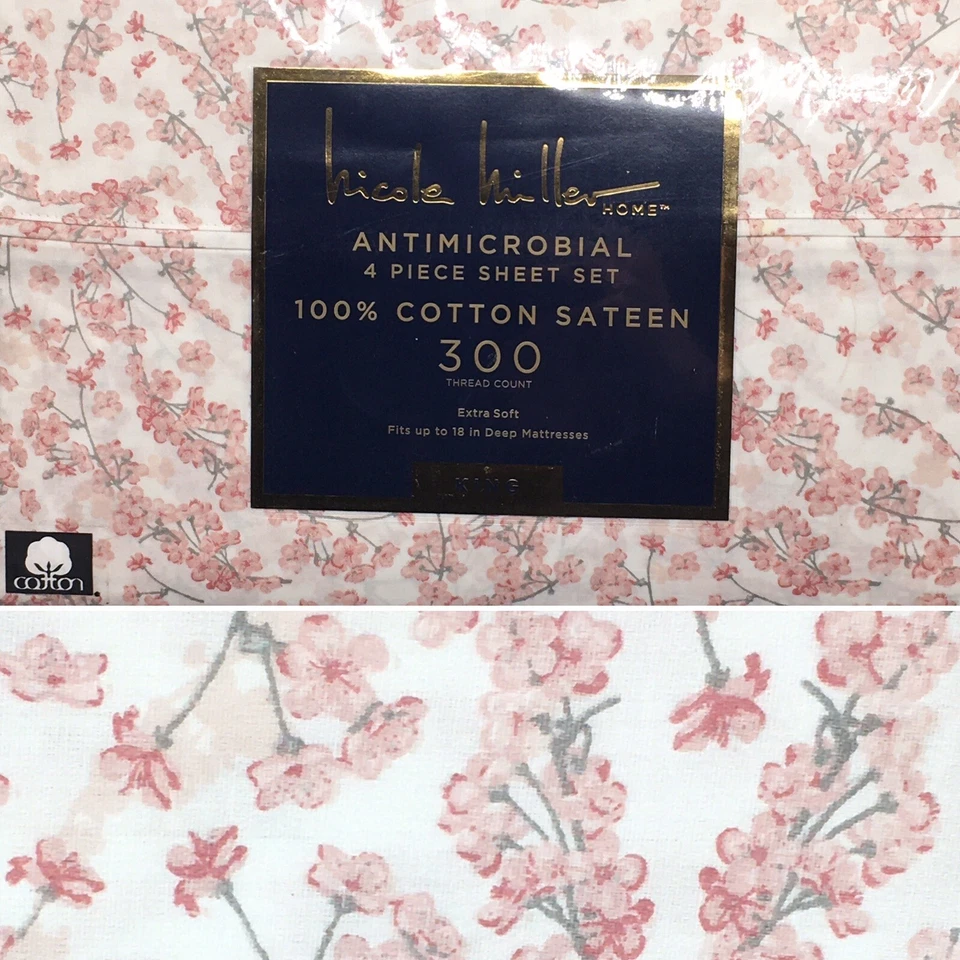 nicole miller
HOME™
ANTIMICROBIAL
4 PIECE SHEET SET
100% COTTON SATEEN
300
THREAD COUNT
Extra Soft
Fits up to 18 in Deep Mattresses
KING
cotton